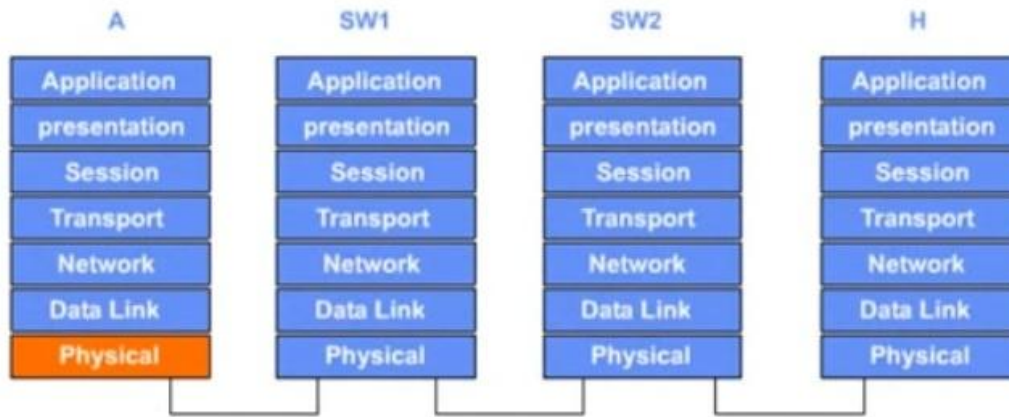 A SW1 SW2 H
Application Application Application Application
presentation presentation presentation presentation
Session Session Session Session
Transport Transport Transport Transport
Network Network Network Network
Data Link Data Link Data Link Data Link
Physical Physical Physical Physical